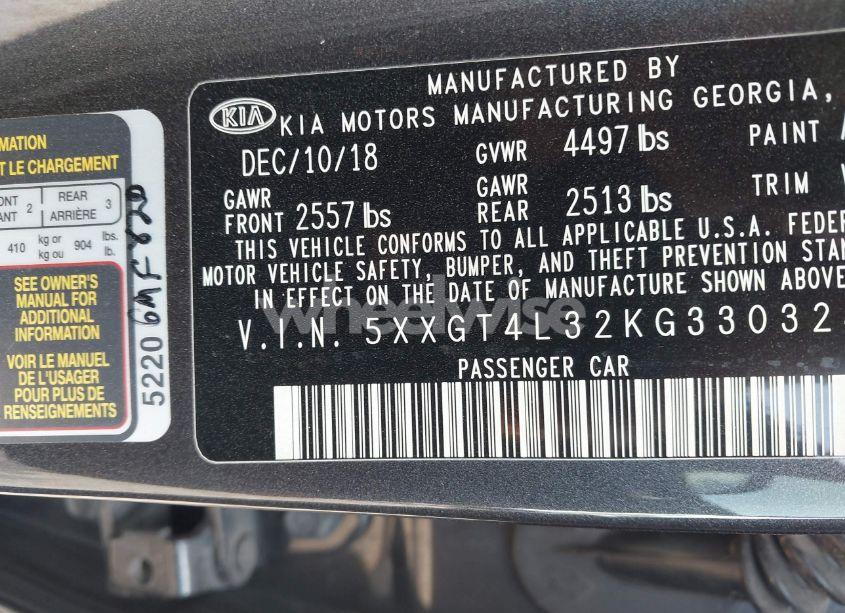 MANUFACTURED BY
KIA KIA MOTORS MANUFACTURING GEORGIA,
DEC/10/18 GVWR 4497 lbs PAINT
GAWR FRONT 2557 lbs GAWR REAR 2513 lbs TRIM
THIS VEHICLE CONFORMS TO ALL APPLICABLE U.S.A. FEDER
MOTOR VEHICLE SAFETY, BUMPER, AND THEFT PREVENTION STAN
IN EFFECT ON THE DATE OF MANUFACTURE SHOWN ABOVE
wheelwise
V.I.N. 5XXGT4L32KG33032
PASSENGER CAR
MATION
T LE CHARGEMENT
ONT
ANT 2
REAR
ARRIÈRE 3
410 kg or
kg ou 904 lbs.
lb.
SEE OWNER'S
MANUAL FOR
ADDITIONAL
INFORMATION
VOIR LE MANUEL
DE L'USAGER
POUR PLUS DE
RENSEIGNEMENTS
5220